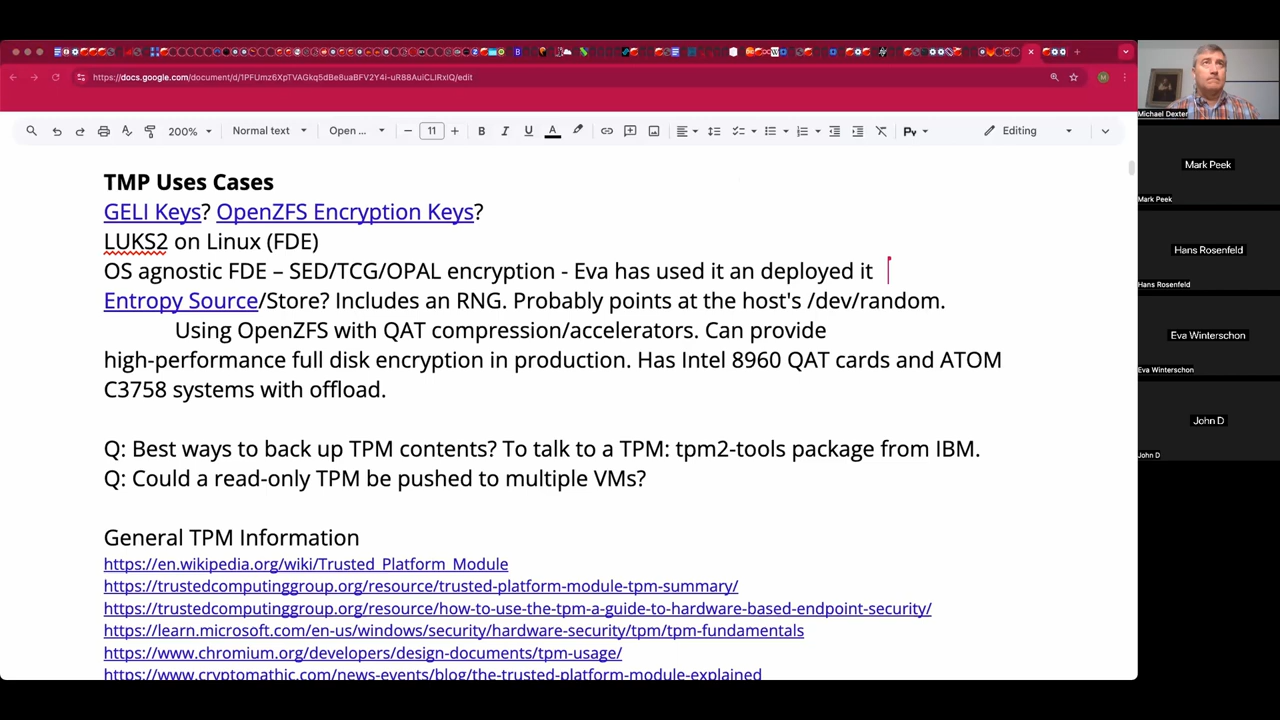 https://docs.google.com/document/d/1PFUmz6XpTVAGkq5dBe8uaBFV2Y4i-uR88AuiCLIRxIQ/edit
M
200%
Normal text
Open ...
11
B
I
U
A
Editing
TMP Uses Cases
GELI Keys? OpenZFS Encryption Keys?
LUKS2 on Linux (FDE)
OS agnostic FDE – SED/TCG/OPAL encryption - Eva has used it an deployed it
Entropy Source/Store? Includes an RNG. Probably points at the host's /dev/random.
Using OpenZFS with QAT compression/accelerators. Can provide
high-performance full disk encryption in production. Has Intel 8960 QAT cards and ATOM
C3758 systems with offload.
Q: Best ways to back up TPM contents? To talk to a TPM: tpm2-tools package from IBM.
Q: Could a read-only TPM be pushed to multiple VMs?
General TPM Information
https://en.wikipedia.org/wiki/Trusted_Platform_Module
https://trustedcomputinggroup.org/resource/trusted-platform-module-tpm-summary/
https://trustedcomputinggroup.org/resource/how-to-use-the-tpm-a-guide-to-hardware-based-endpoint-security/
https://learn.microsoft.com/en-us/windows/security/hardware-security/tpm/tpm-fundamentals
https://www.chromium.org/developers/design-documents/tpm-usage/
https://www.cryptomathic.com/news-events/blog/the-trusted-platform-module-explained
Michael Dexter
Mark Peek
Mark Peek
Hans Rosenfeld
Hans Rosenfeld
Eva Winterschon
Eva Winterschon
John D
John D